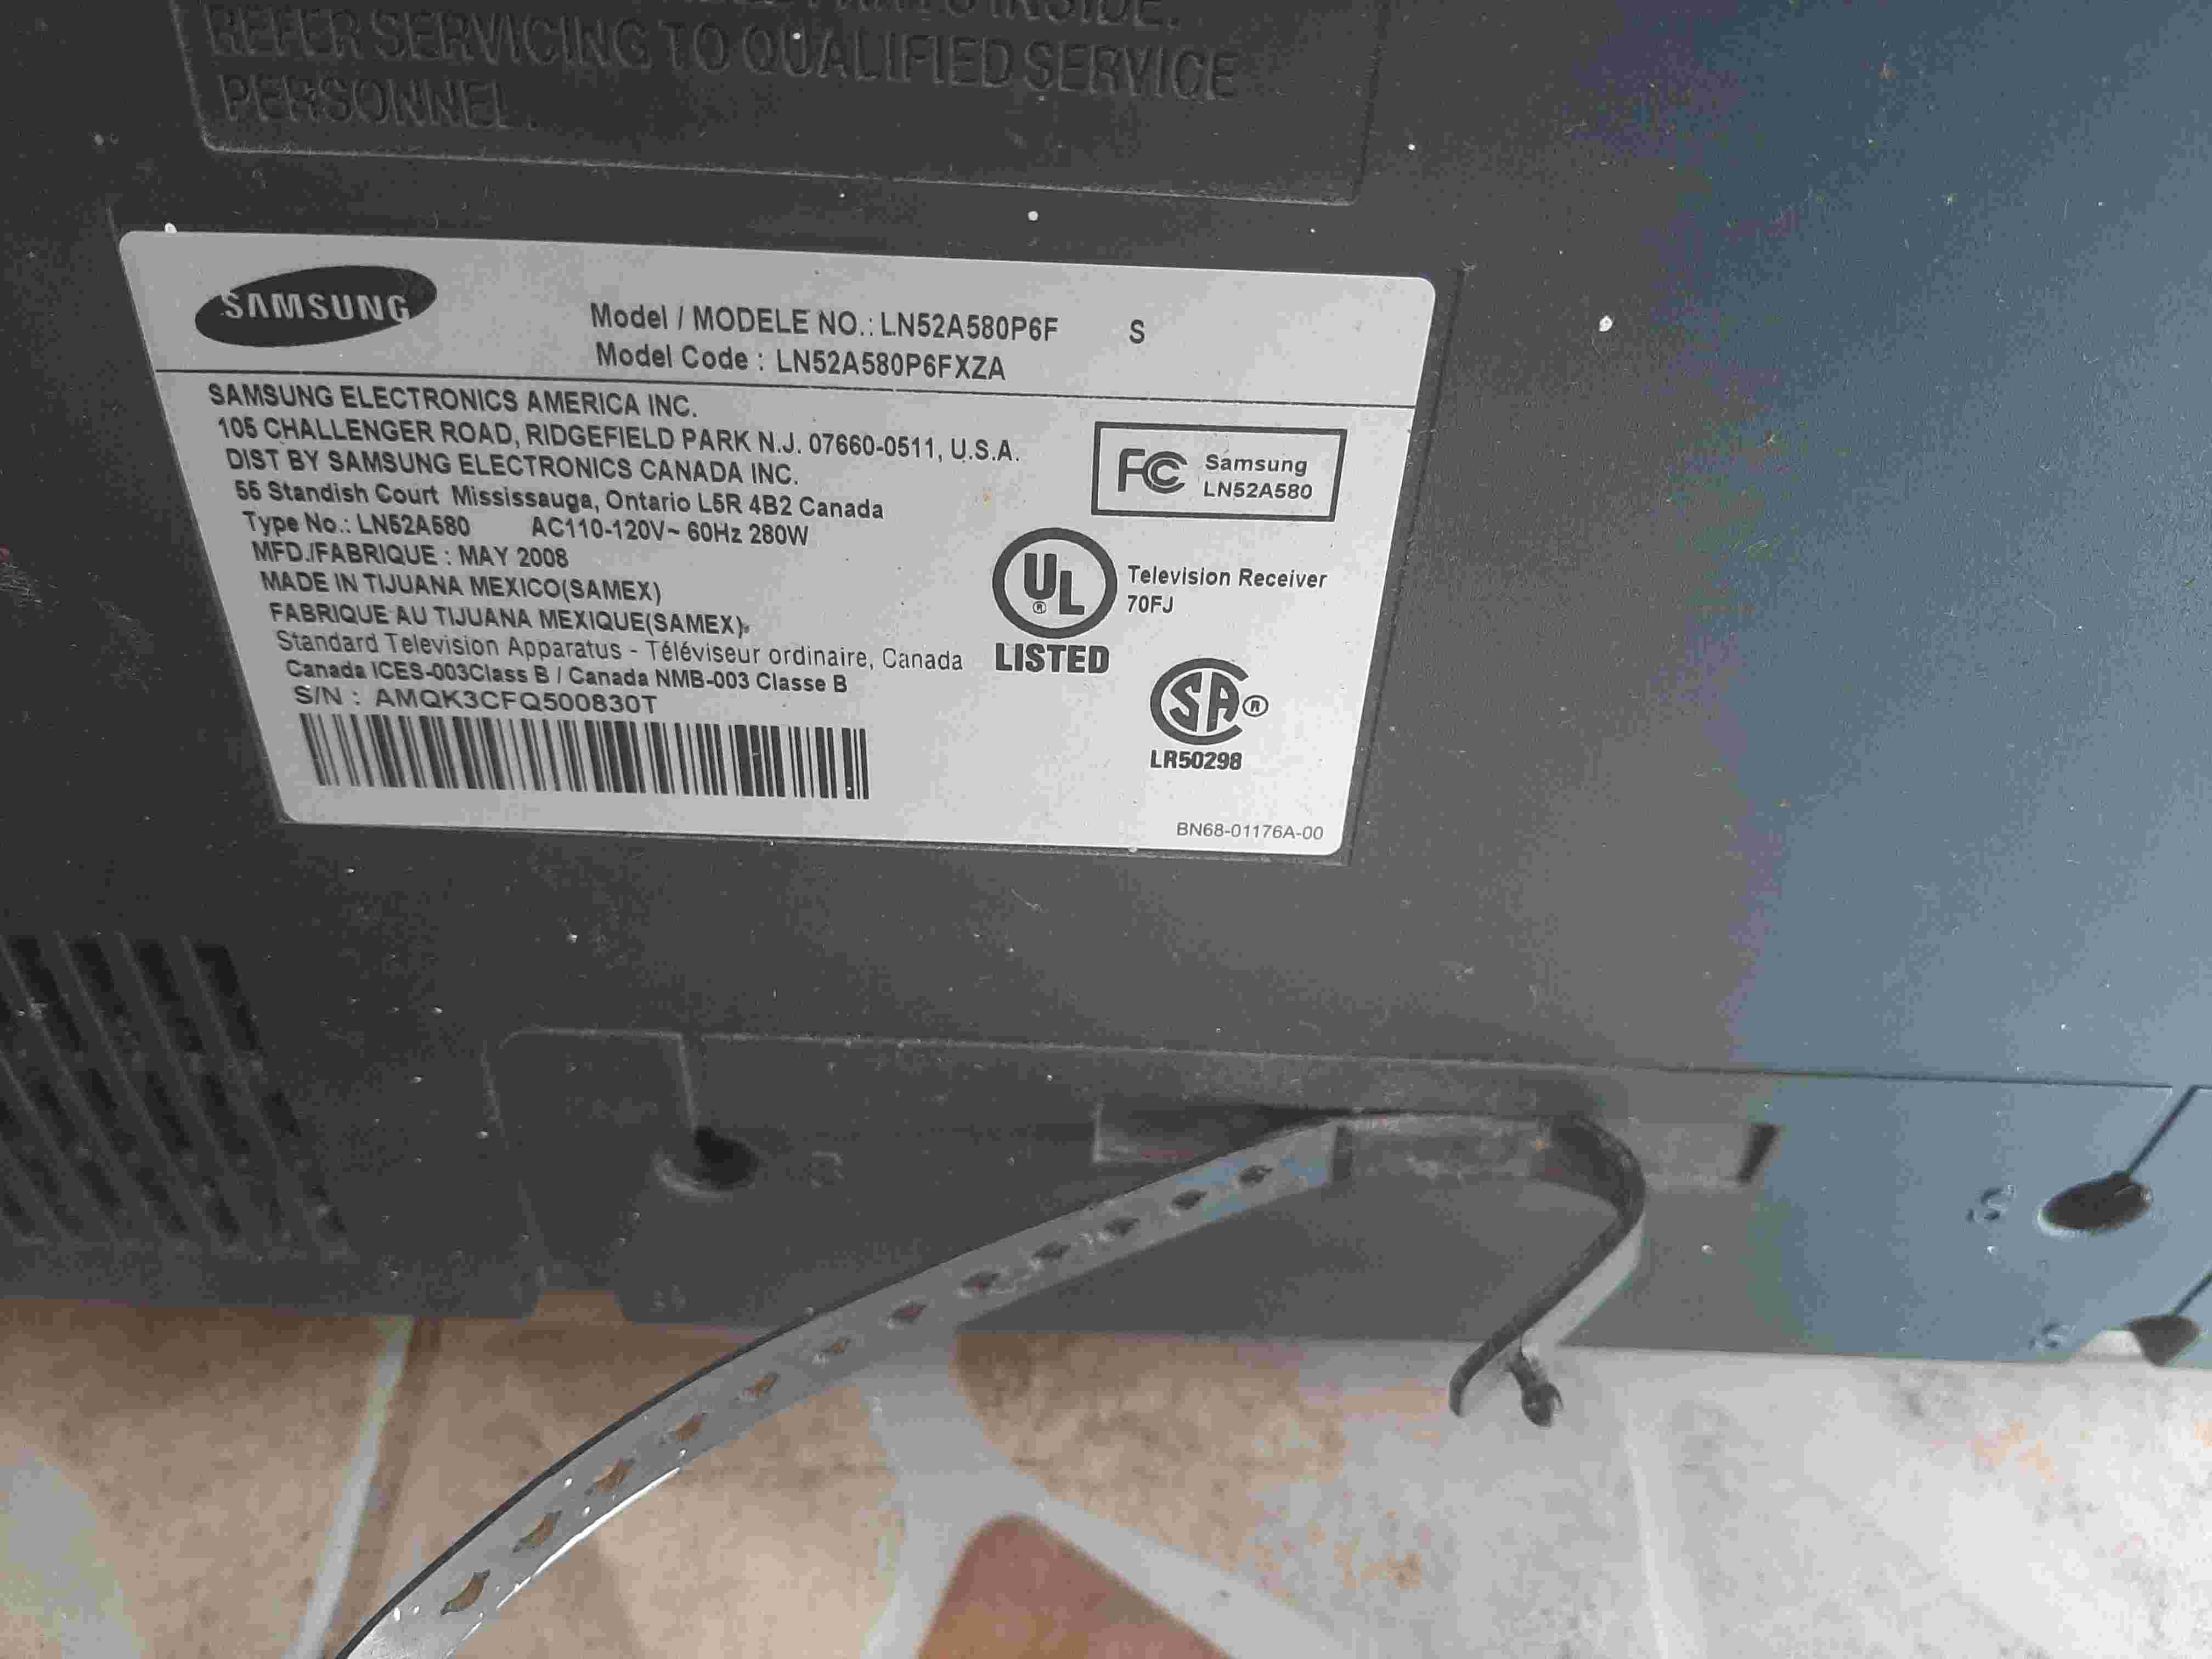 INSIDE.
REFER SERVICING TO QUALIFIED SERVICE
PERSONNEL.
SAMSUNG
Model / MODELE NO.: LN52A580P6F S
Model Code : LN52A580P6FXZA
SAMSUNG ELECTRONICS AMERICA INC.
105 CHALLENGER ROAD, RIDGEFIELD PARK N.J. 07660-0511, U.S.A.
DIST BY SAMSUNG ELECTRONICS CANADA INC.
55 Standish Court Mississauga, Ontario L5R 4B2 Canada
Type No.: LN52A580 AC110-120V~ 60Hz 280W
MFD./FABRIQUE : MAY 2008
MADE IN TIJUANA MEXICO(SAMEX)
FABRIQUE AU TIJUANA MEXIQUE(SAMEX)
Standard Television Apparatus - Téléviseur ordinaire, Canada
Canada ICES-003Class B / Canada NMB-003 Classe B
S/N : AMQK3CFQ500830T
FC Samsung
LN52A580
UL ®
LISTED
Television Receiver
70FJ
SA ®
LR50298
BN68-01176A-00